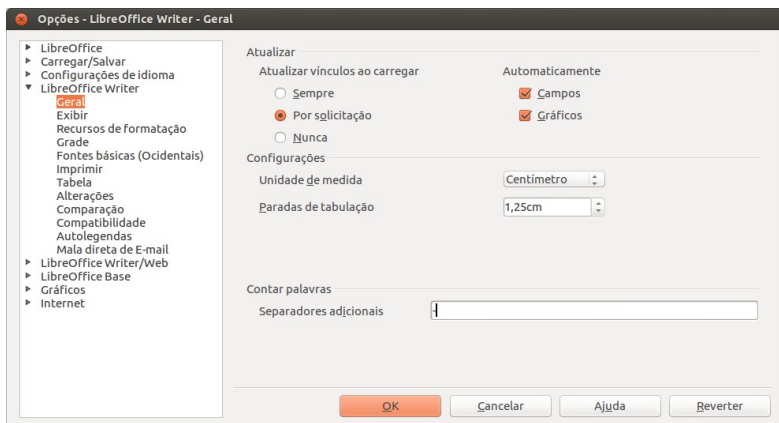 Opções - LibreOffice Writer - Geral
LibreOffice
Carregar/Salvar
Configurações de idioma
LibreOffice Writer
Geral
Exibir
Recursos de formatação
Grade
Fontes básicas (Ocidentais)
Imprimir
Tabela
Alterações
Comparação
Compatibilidade
Autolegendas
Mala direta de E-mail
LibreOffice Writer/Web
LibreOffice Base
Gráficos
Internet
Atualizar
Atualizar vínculos ao carregar
Sempre
Por solicitação
Nunca
Automaticamente
Campos
Gráficos
Configurações
Unidade de medida Centímetro
Paradas de tabulação 1,25cm
Contar palavras
Separadores adicionais
OK Cancelar Ajuda Reverter